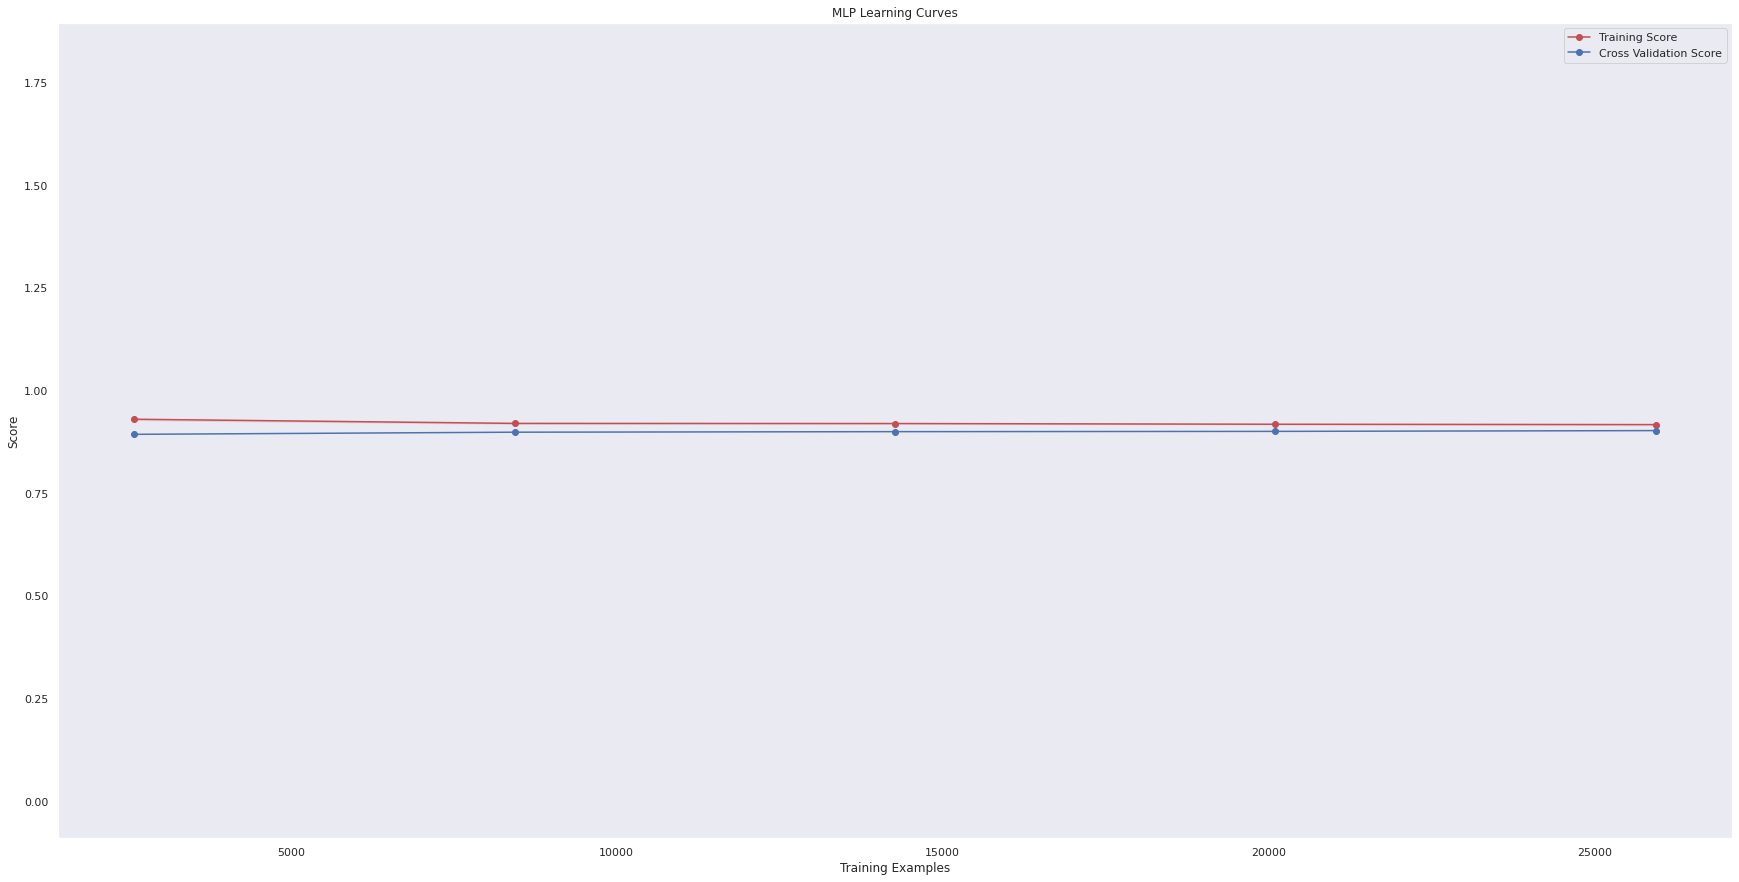 MLP Learning Curves
Training Score
Cross Validation Score
1.75
1.50
1.25
1.00
0.75
0.50
0.25
0.00
Score
5000 10000 15000 20000 25000
Training Examples